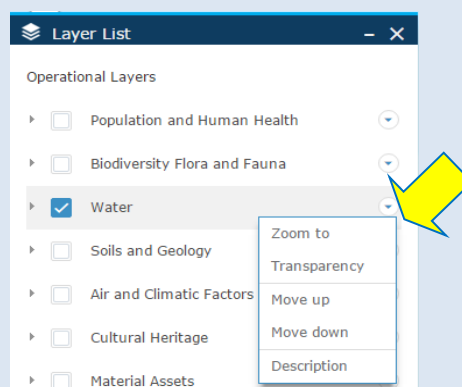 Layer List
Operational Layers
Population and Human Health
Biodiversity Flora and Fauna
Water
Zoom to
Soils and Geology
Transparency
Air and Climatic Factors
Move up
Move down
Cultural Heritage
Description
Material Assets